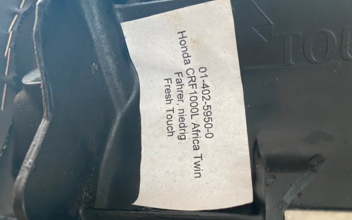 01-402-5950-0
Honda CRF1000L Africa Twin
Fahrer, niedrig
Fresh Touch